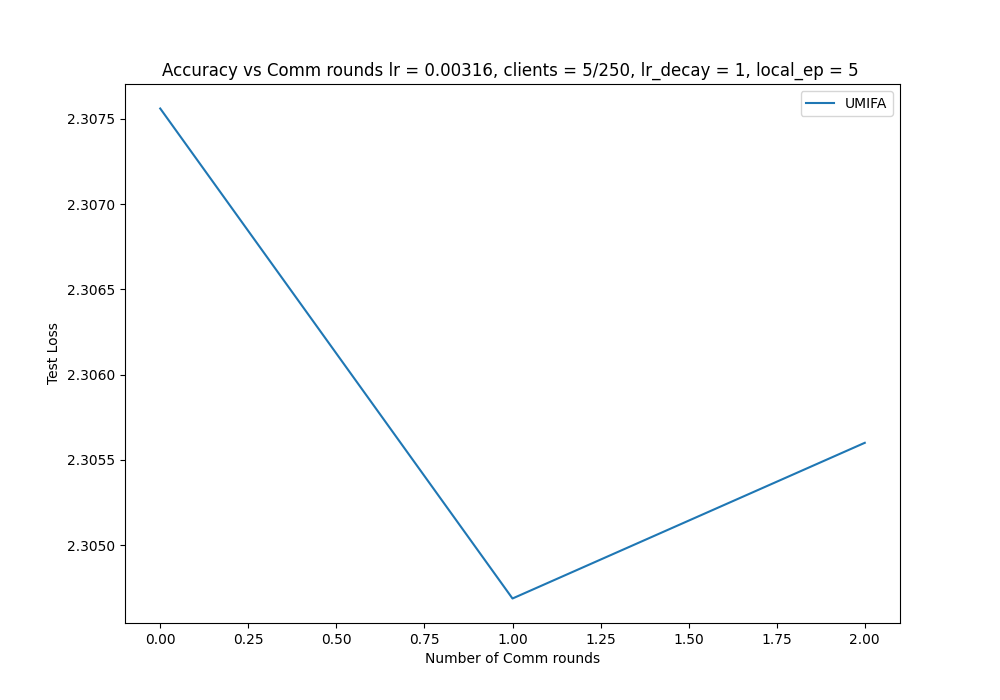 Accuracy vs Comm rounds lr = 0.00316, clients = 5/250, lr_decay = 1, local_ep = 5
UMIFA
2.3075
2.3070
2.3065
2.3060
2.3055
2.3050
Test Loss
0.00 0.25 0.50 0.75 1.00 1.25 1.50 1.75 2.00
Number of Comm rounds